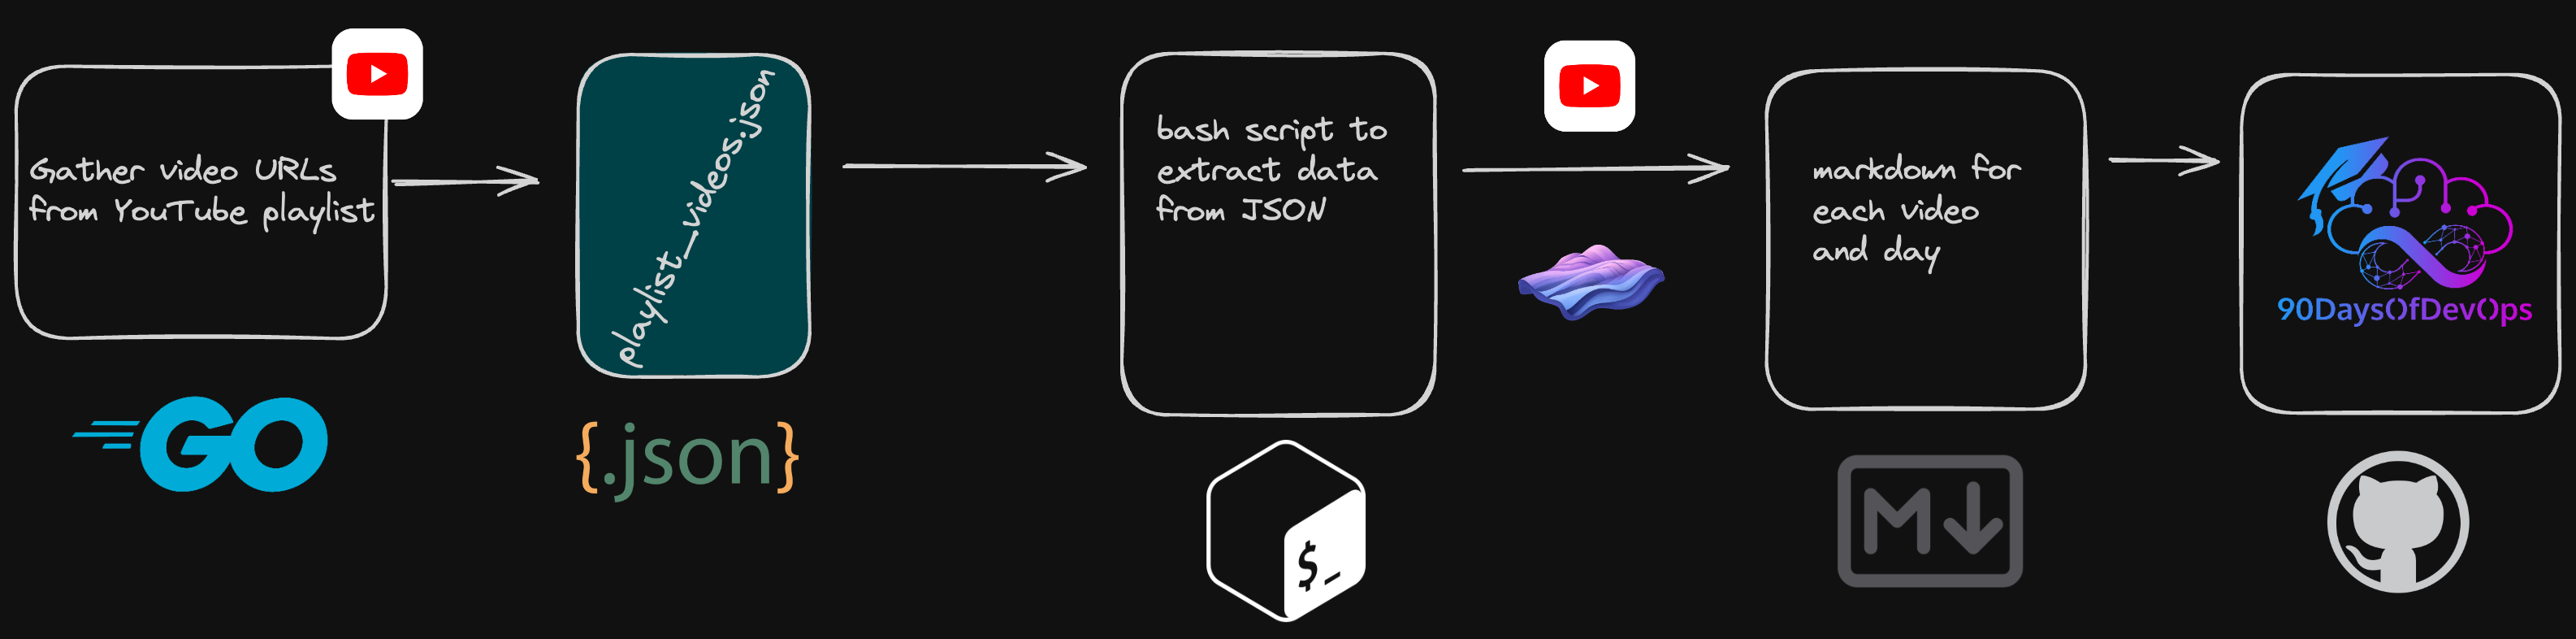 Gather video URLs
from YouTube playlist
GO
playlist_videos.json
{.json}
bash script to
extract data
from JSON
$_
markdown for
each video
and day
M
90DaysOfDevOps